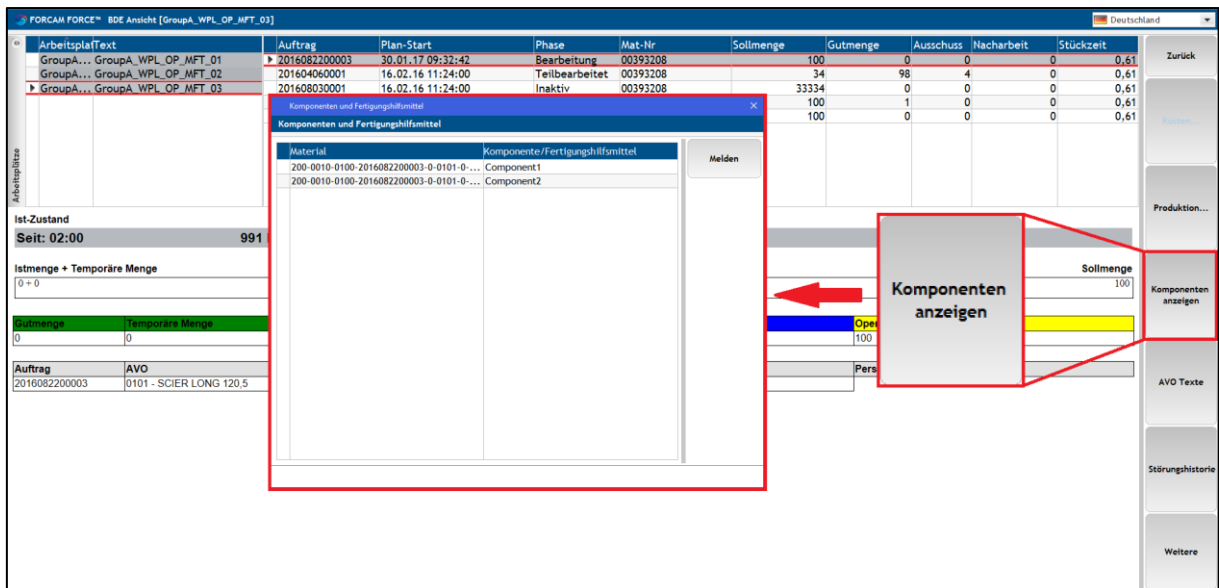 FORCAM FORCE™ BDE Ansicht [GroupA_WPL_OP_MFT_03]
Deutschland
Arbeitsplat Text
GroupA... GroupA_WPL_OP_MFT_01
GroupA... GroupA_WPL_OP_MFT_02
GroupA... GroupA_WPL_OP_MFT_03
Arbeitsplätze
Auftrag Plan-Start Phase Mat-Nr Sollmenge Gutmenge Ausschuss Nacharbeit Stückzeit
2016082200003 30.01.17 09:32:42 Bearbeitung 00393208 100 0 0 0 0,61
201604060001 16.02.16 11:24:00 Teilbearbeitet 00393208 34 98 4 0 0,61
201608030001 16.02.16 11:24:00 Inaktiv 00393208 33334 0 0 0 0,61
100 1 0 0 0,61
100 0 0 0 0,61
Komponenten und Fertigungshilfsmittel
Komponenten und Fertigungshilfsmittel
Material Komponente/Fertigungshilfsmittel
200-0010-0100-2016082200003-0-0101-0-... Component1
200-0010-0100-2016082200003-0-0101-0-... Component2
Melden
Ist-Zustand
Seit: 02:00 991
Istmenge + Temporäre Menge Sollmenge
0 + 0 100
Gutmenge Temporäre Menge Oper
0 0 100
Auftrag AVO Pers
2016082200003 0101 - SCIER LONG 120,5
Komponenten
anzeigen
Zurück
Produktion...
Komponenten
anzeigen
AVO Texte
Störungshistorie
Weitere